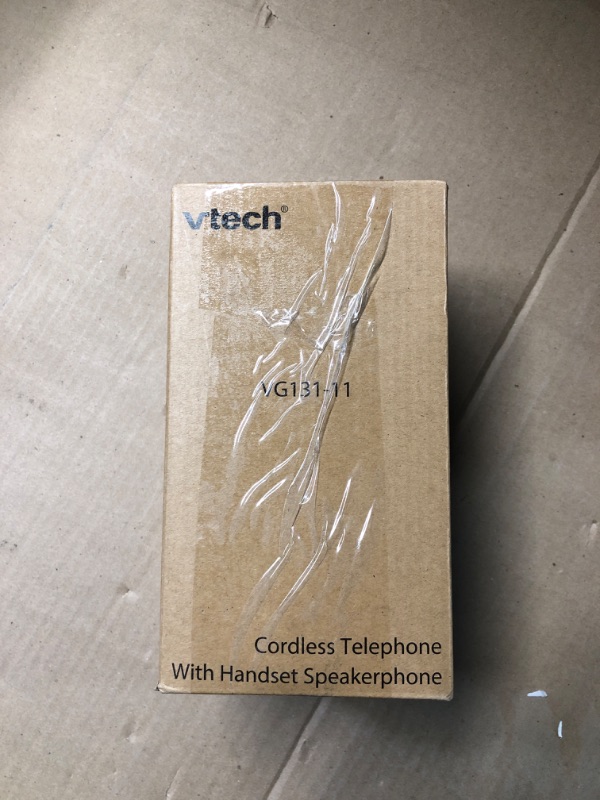 vtech®
VG131-11
Cordless Telephone
With Handset Speakerphone